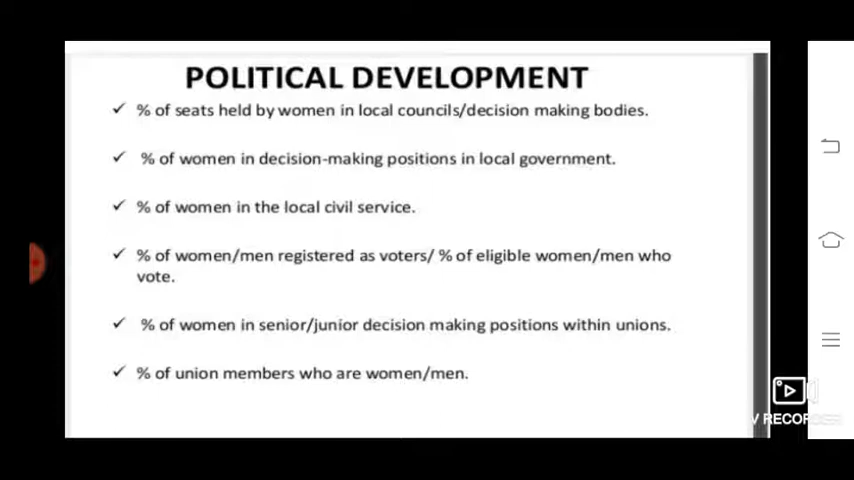 POLITICAL DEVELOPMENT
✓ % of seats held by women in local councils/decision making bodies.
✓ % of women in decision-making positions in local government.
✓ % of women in the local civil service.
✓ % of women/men registered as voters/ % of eligible women/men who
vote.
✓ % of women in senior/junior decision making positions within unions.
✓ % of union members who are women/men.
V RECORDER